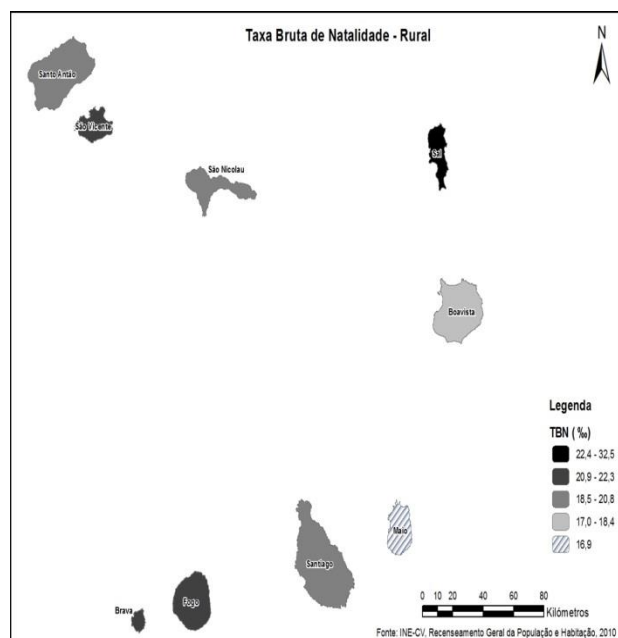 Taxa Bruta de Natalidade - Rural
N
Santo Antão
São Vicente
São Nicolau
Sal
Boavista
Legenda
TBN ( ‰)
22,4 - 32,5
20,9 - 22,3
18,5 - 20,8
17,0 - 18,4
16,9
Maio
Santiago
Fogo
Brava
0 10 20 40 60 80
Kilómetros
Fonte: INE-CV, Recenseamento Geral da População e Habitação, 2010